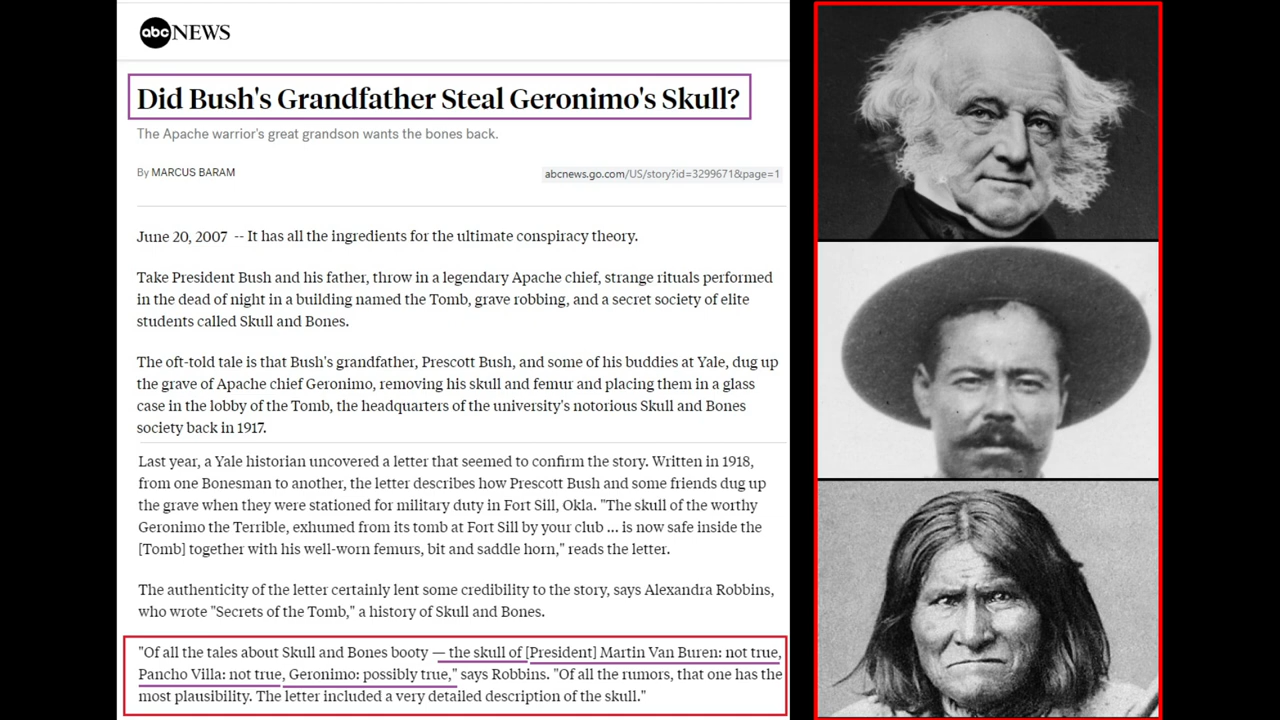 abc NEWS
Did Bush's Grandfather Steal Geronimo's Skull?
The Apache warrior's great grandson wants the bones back.
By MARCUS BARAM
abcnews.go.com/US/story?id=3299671&page=1
June 20, 2007 -- It has all the ingredients for the ultimate conspiracy theory.
Take President Bush and his father, throw in a legendary Apache chief, strange rituals performed
in the dead of night in a building named the Tomb, grave robbing, and a secret society of elite
students called Skull and Bones.
The oft-told tale is that Bush's grandfather, Prescott Bush, and some of his buddies at Yale, dug up
the grave of Apache chief Geronimo, removing his skull and femur and placing them in a glass
case in the lobby of the Tomb, the headquarters of the university's notorious Skull and Bones
society back in 1917.
Last year, a Yale historian uncovered a letter that seemed to confirm the story. Written in 1918,
from one Bonesman to another, the letter describes how Prescott Bush and some friends dug up
the grave when they were stationed for military duty in Fort Sill, Okla. "The skull of the worthy
Geronimo the Terrible, exhumed from its tomb at Fort Sill by your club ... is now safe inside the
[Tomb] together with his well-worn femurs, bit and saddle horn," reads the letter.
The authenticity of the letter certainly lent some credibility to the story, says Alexandra Robbins,
who wrote "Secrets of the Tomb," a history of Skull and Bones.
"Of all the tales about Skull and Bones booty — the skull of [President] Martin Van Buren: not true,
Pancho Villa: not true, Geronimo: possibly true," says Robbins. "Of all the rumors, that one has the
most plausibility. The letter included a very detailed description of the skull."